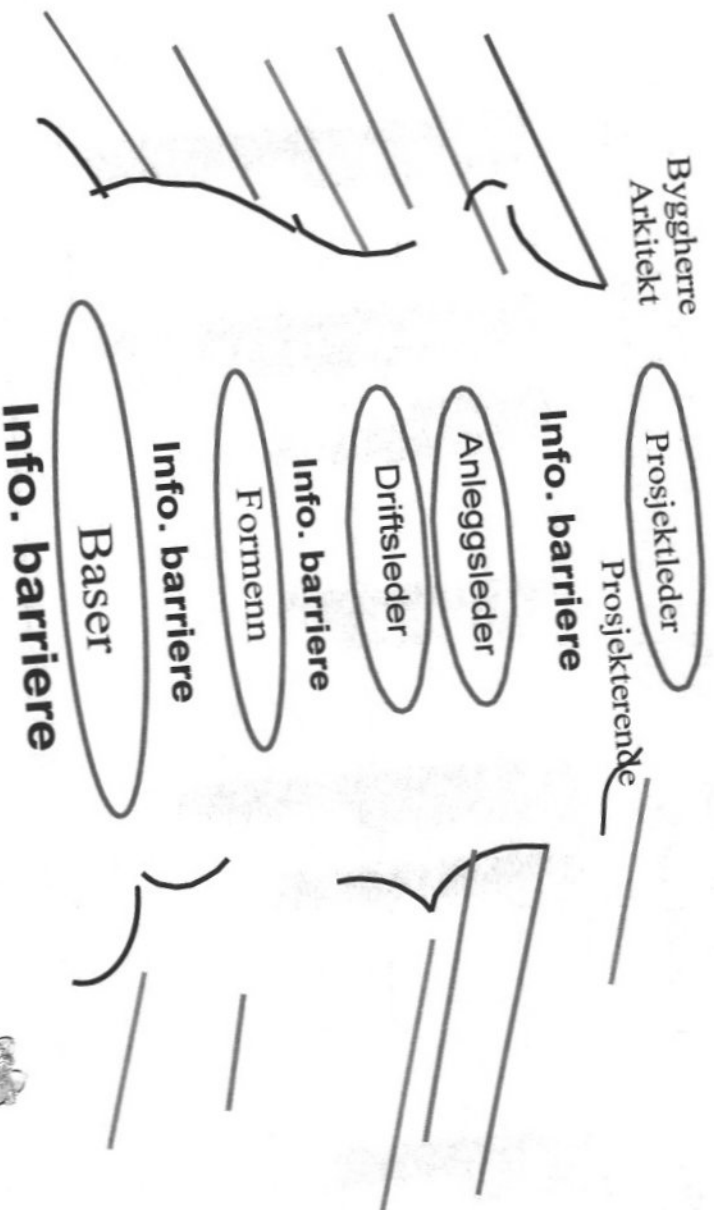 Byggherre
Arkitekt
Prosjektleder
Prosjekterende
Info. barriere
Anleggsleder
Driftsleder
Info. barriere
Formenn
Info. barriere
Baser
Info. barriere